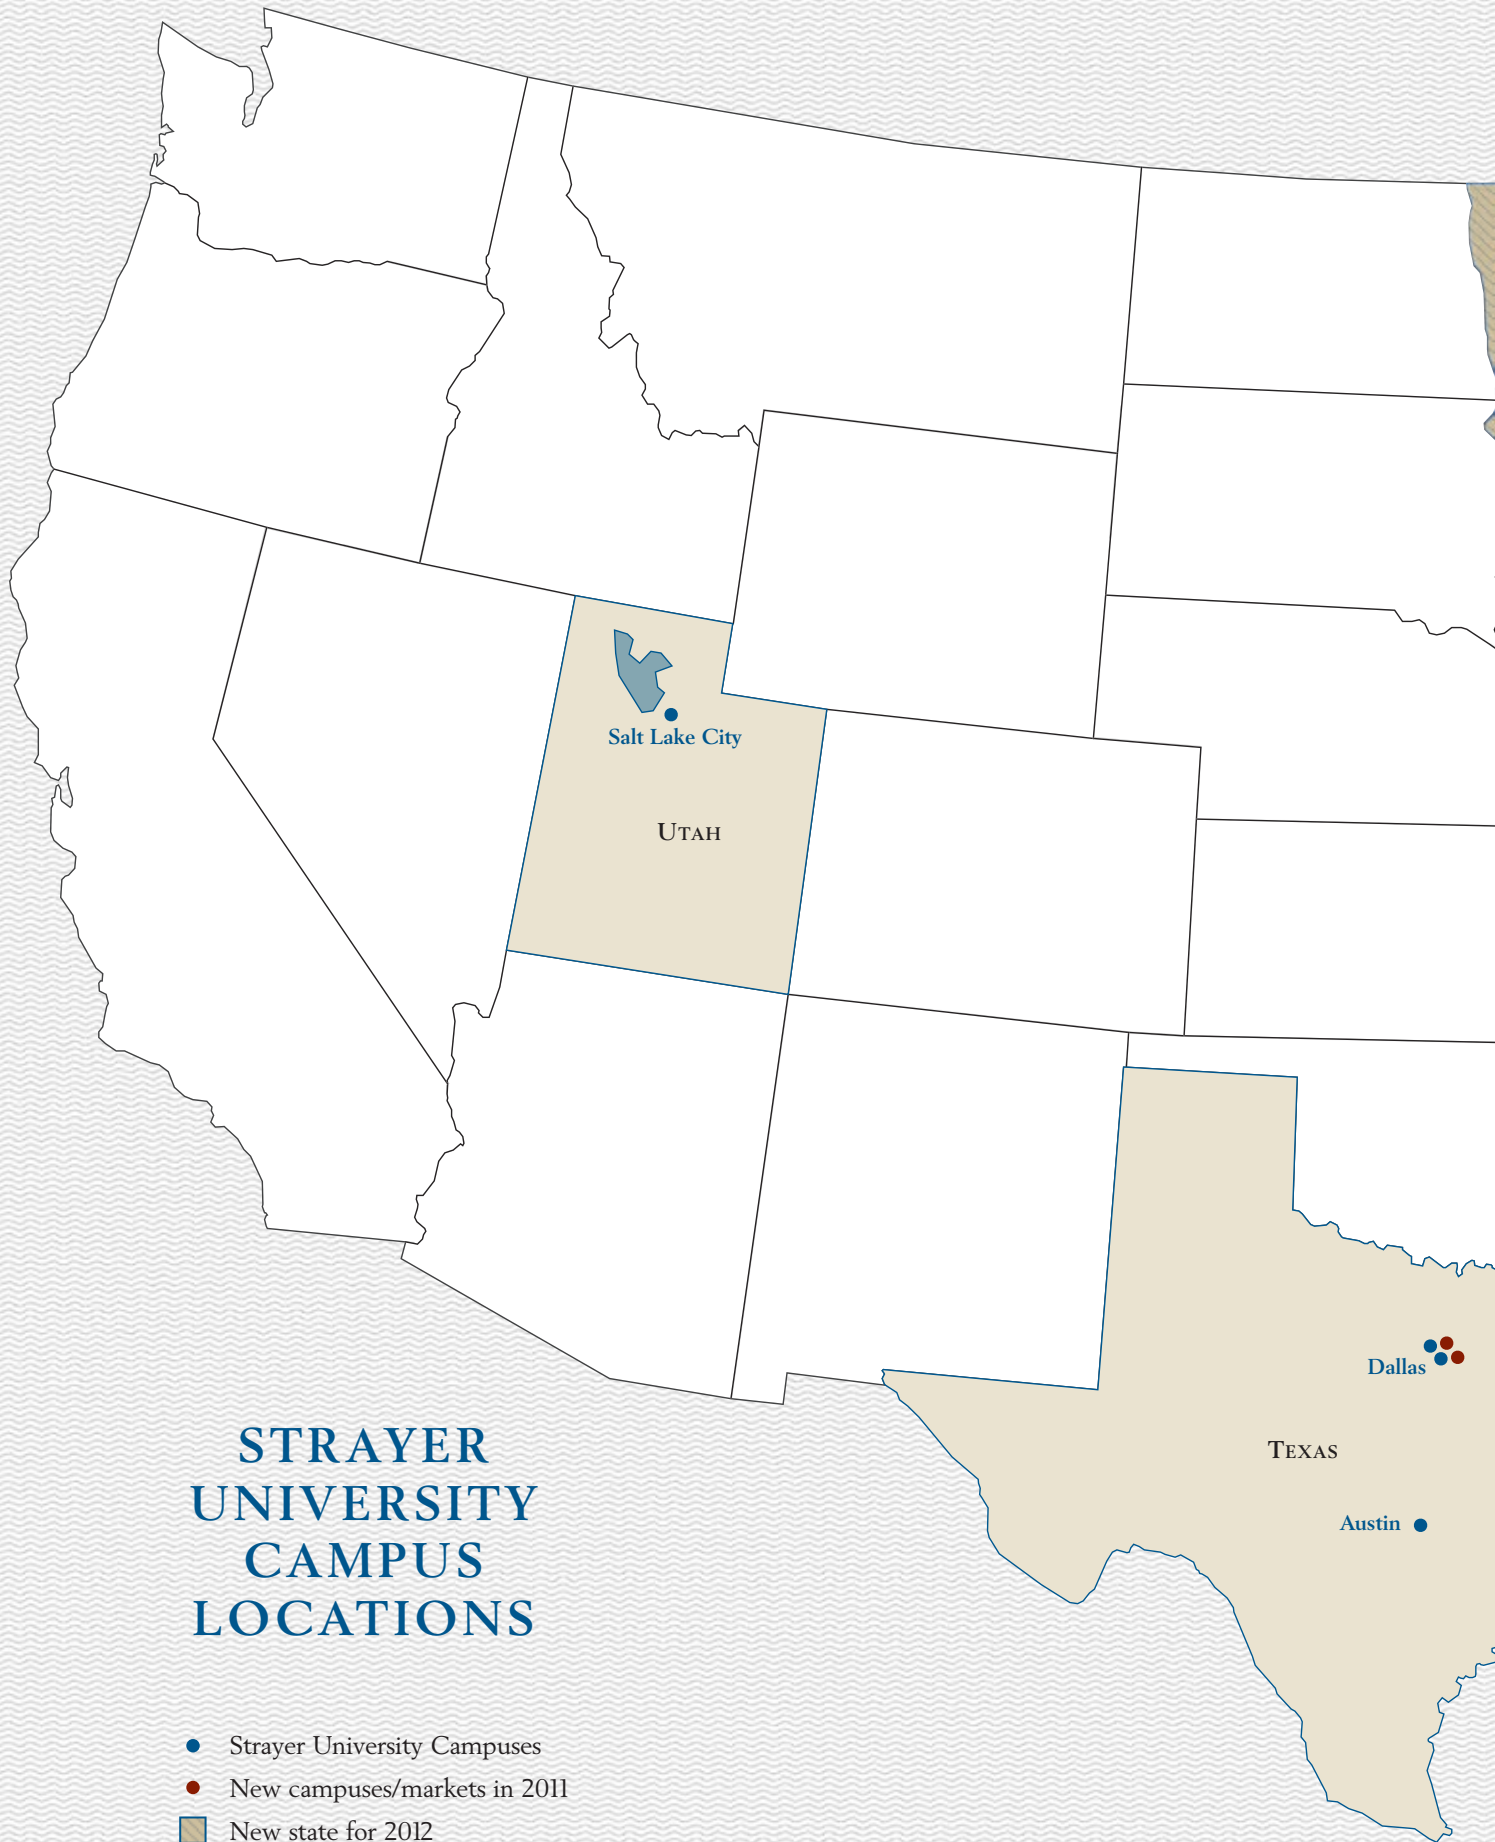 Salt Lake City
Utah
Dallas
Texas
Austin
STRAYER
UNIVERSITY
CAMPUS
LOCATIONS
Strayer University Campuses
New campuses/markets in 2011
New state for 2012